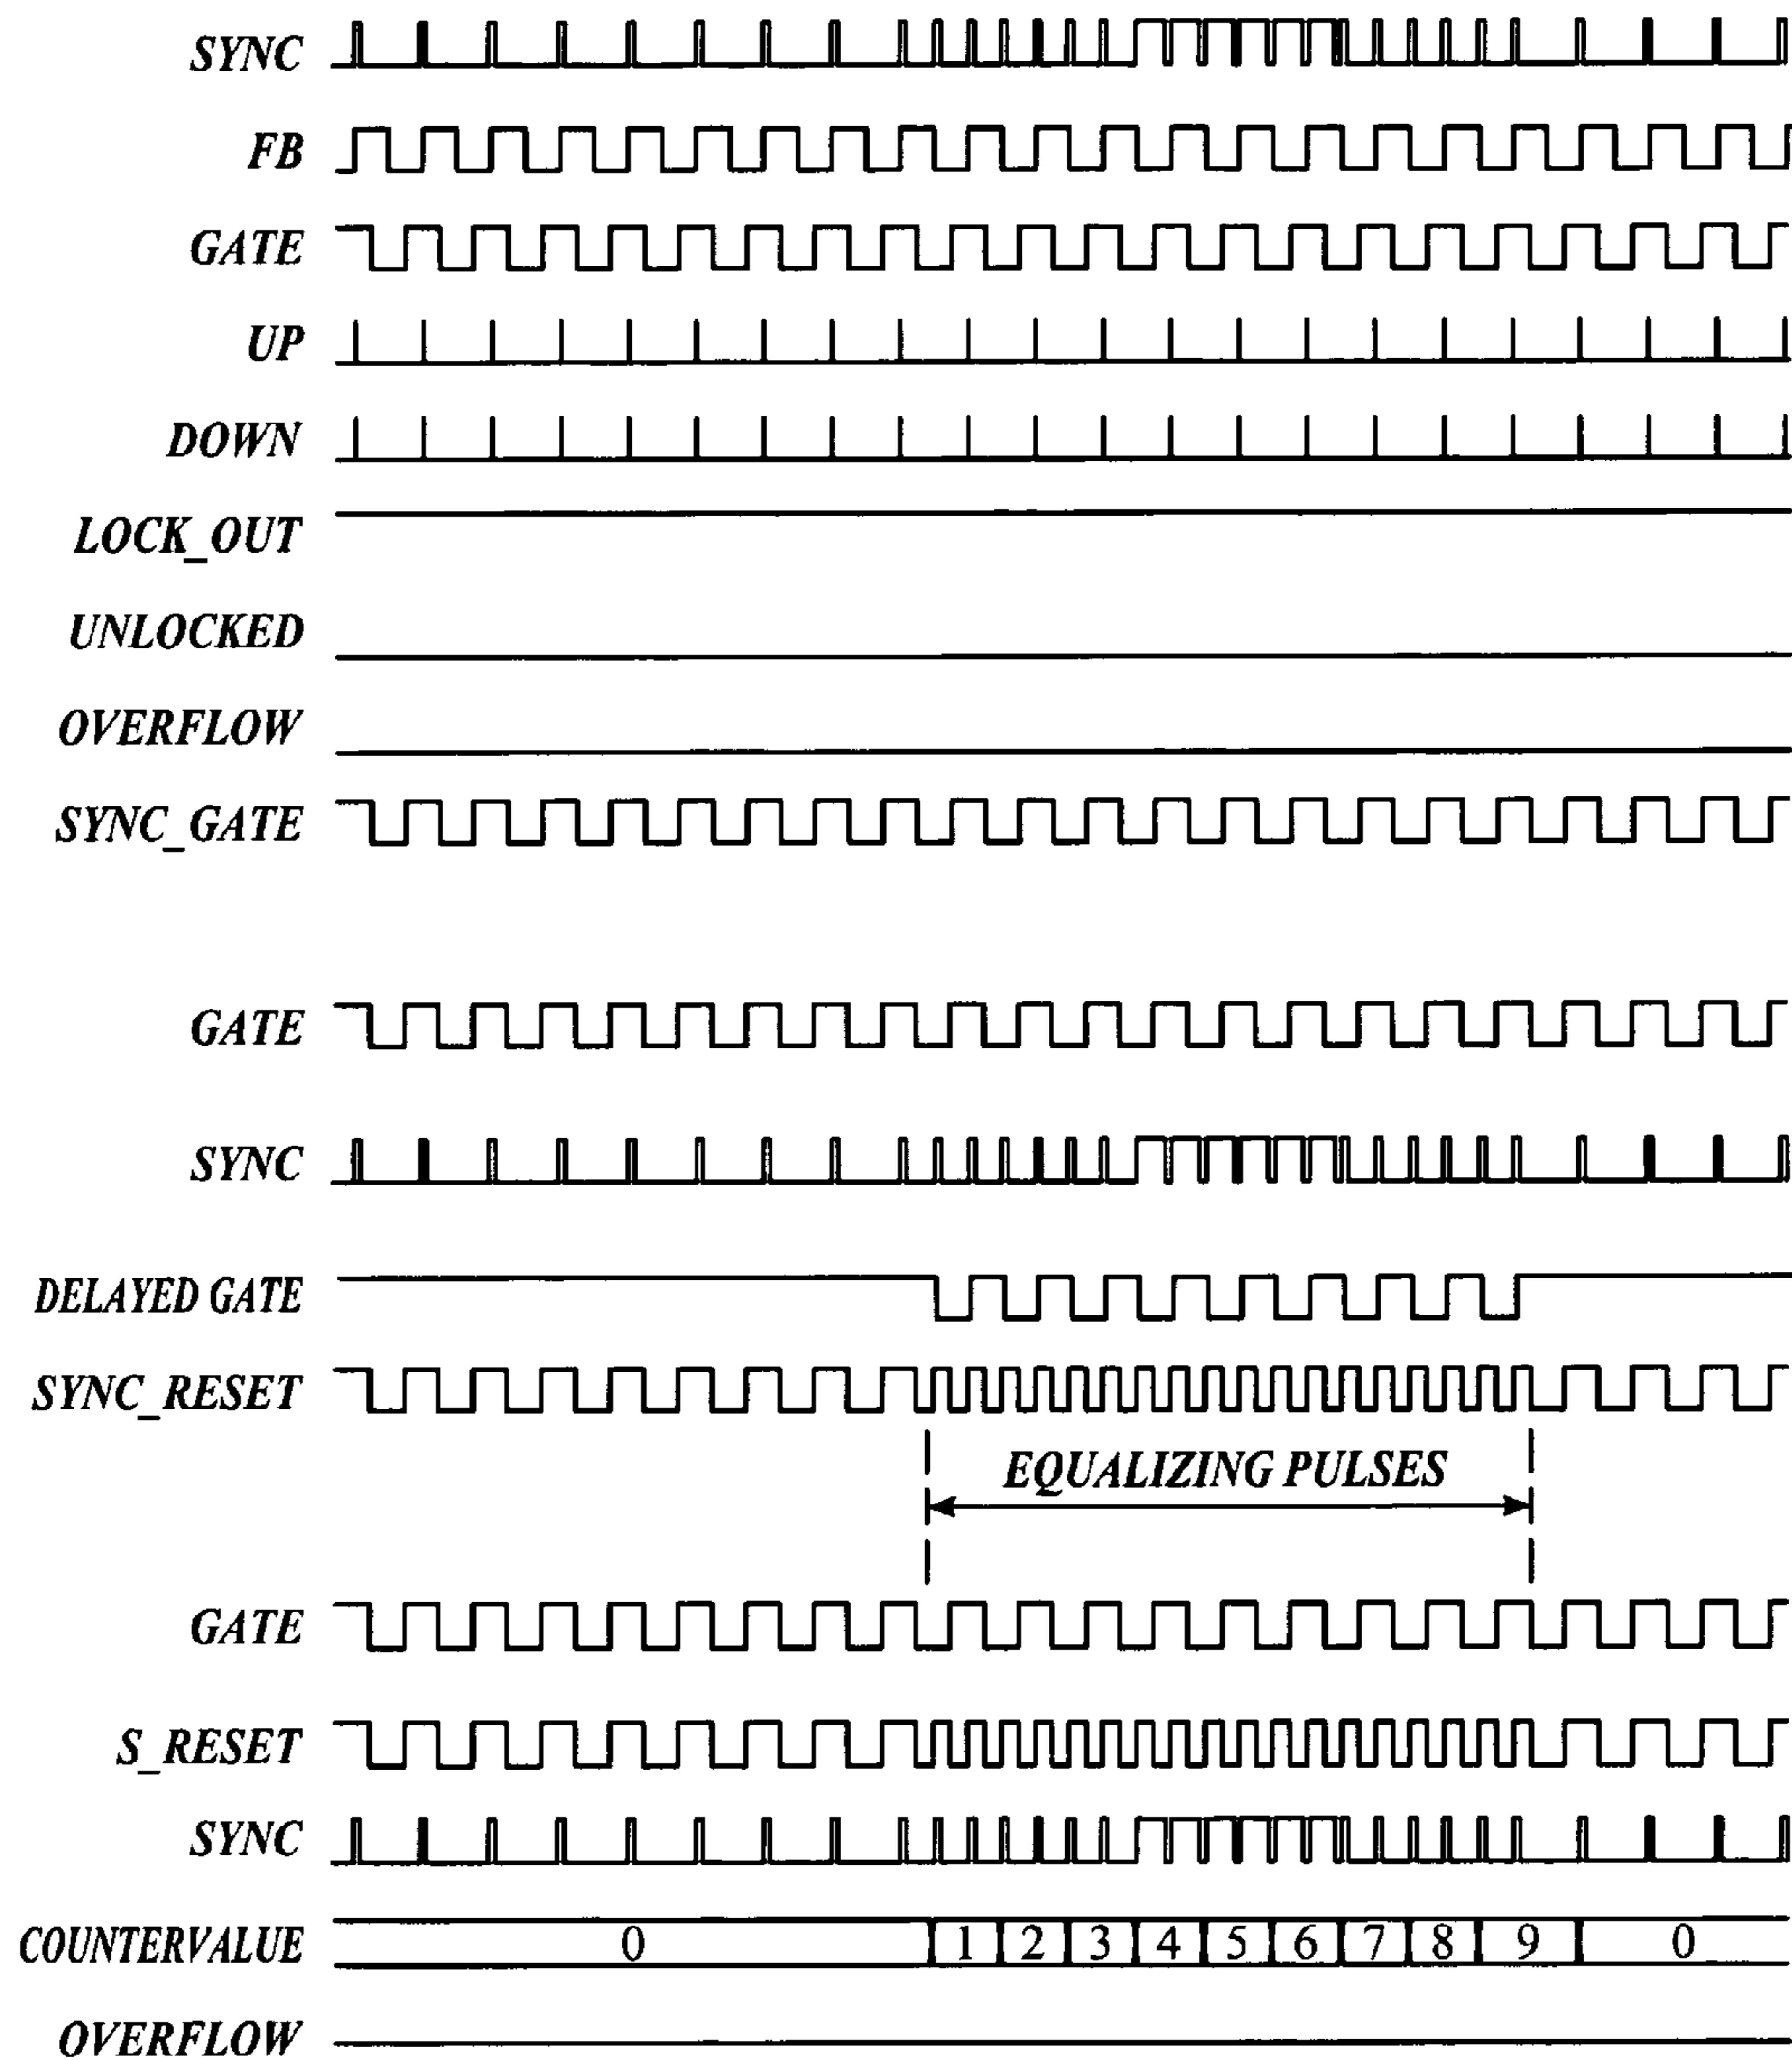 SYNC
FB
GATE
UP
DOWN
LOCK_OUT
UNLOCKED
OVERFLOW
SYNC_GATE
GATE
SYNC
DELAYED GATE
SYNC_RESET
EQUALIZING PULSES
GATE
S_RESET
SYNC
COUNTERVALUE 0 1 2 3 4 5 6 7 8 9 0
OVERFLOW